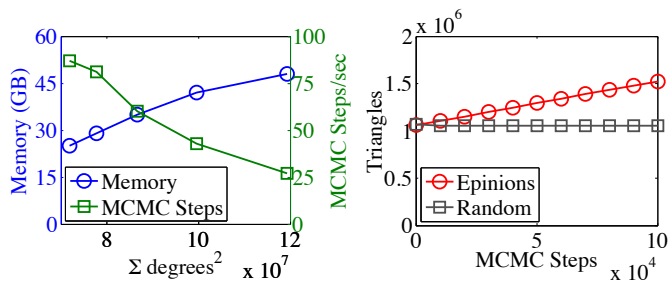 60
45
30
15
0
Memory (GB)
100
75
50
25
0
MCMC Steps/sec
Memory
MCMC Steps
8
10
12
Σ degrees²
x 10⁷
x 10⁶
2
1.5
1
0.5
0
Triangles
Epinions
Random
0
5
10
MCMC Steps
x 10⁴